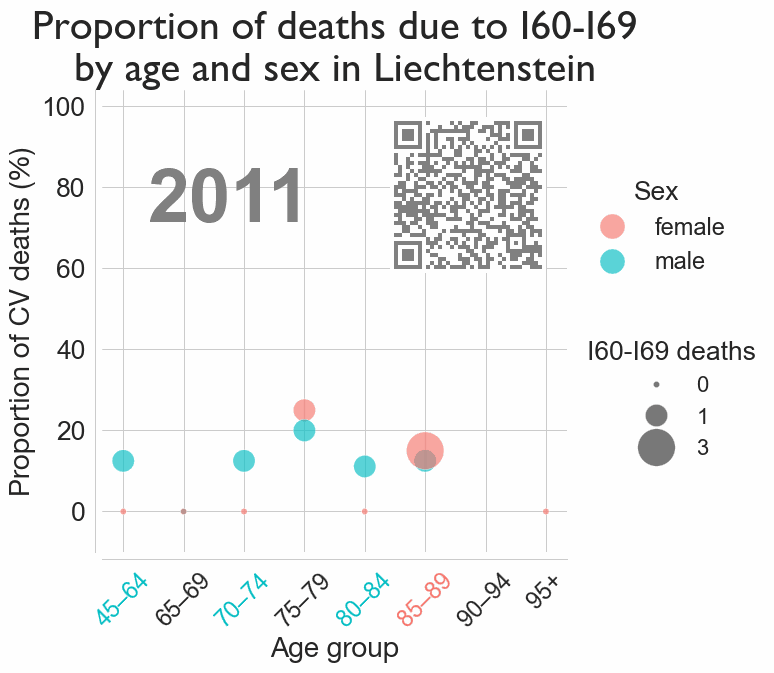 Proportion of deaths due to I60-I69
by age and sex in Liechtenstein
Proportion of CV deaths (%)
100
80
60
40
20
0
2011
45–64
65–69
70–74
75–79
80–84
85–89
90–94
95+
Age group
Sex
female
male
I60-I69 deaths
0
1
3